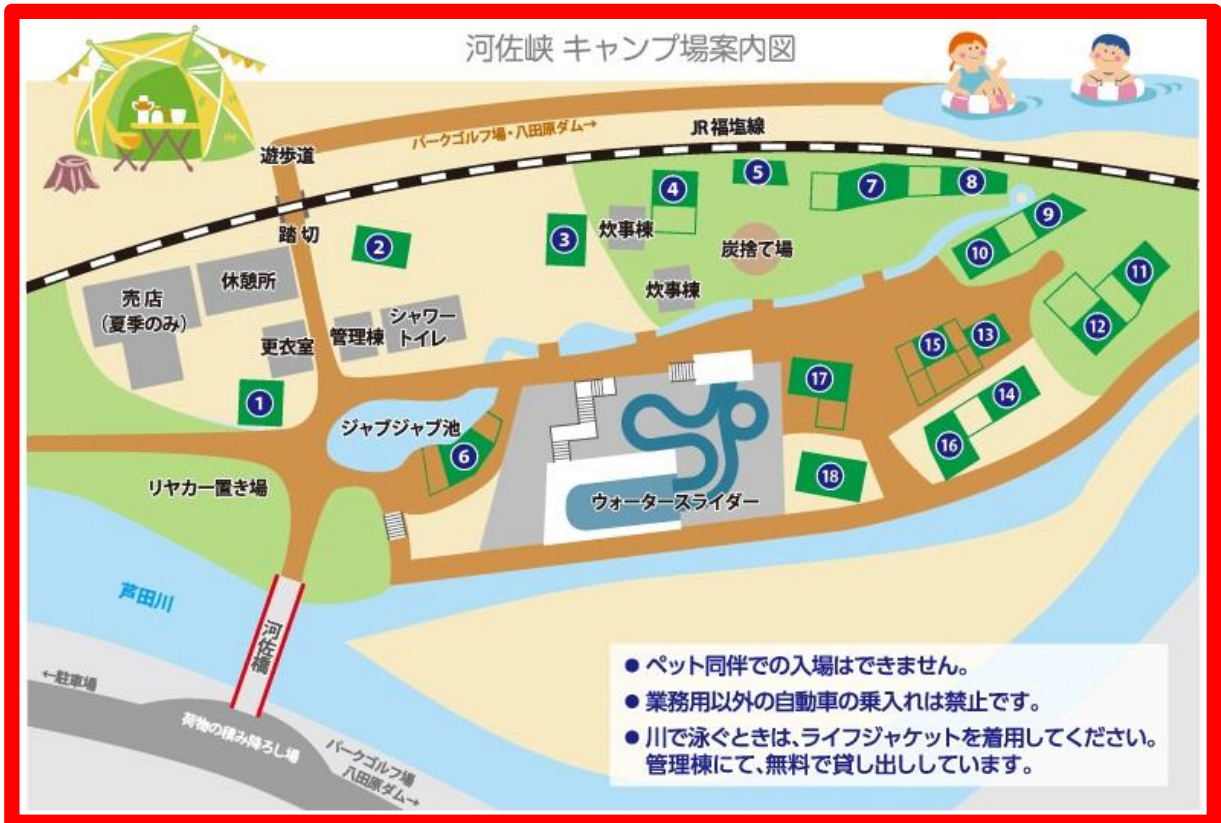 河佐峡 キャンプ場案内図
パークゴルフ場・八田原ダム→
JR福塩線
遊歩道
踏切
売店
(夏季のみ)
休憩所
更衣室
管理棟
シャワー
トイレ
炊事棟
炊事棟
炭捨て場
1
2
3
4
5
6
7
8
9
10
11
12
13
14
15
16
17
18
ジャブジャブ池
リヤカー置き場
ウォータースライダー
芦田川
河佐橋
←駐車場
荷物の積み降ろし場
パークゴルフ場
八田原ダム→
● ペット同伴での入場はできません。
● 業務用以外の自動車の乗入れは禁止です。
● 川で泳ぐときは、ライフジャケットを着用してください。
管理棟にて、無料で貸し出ししています。